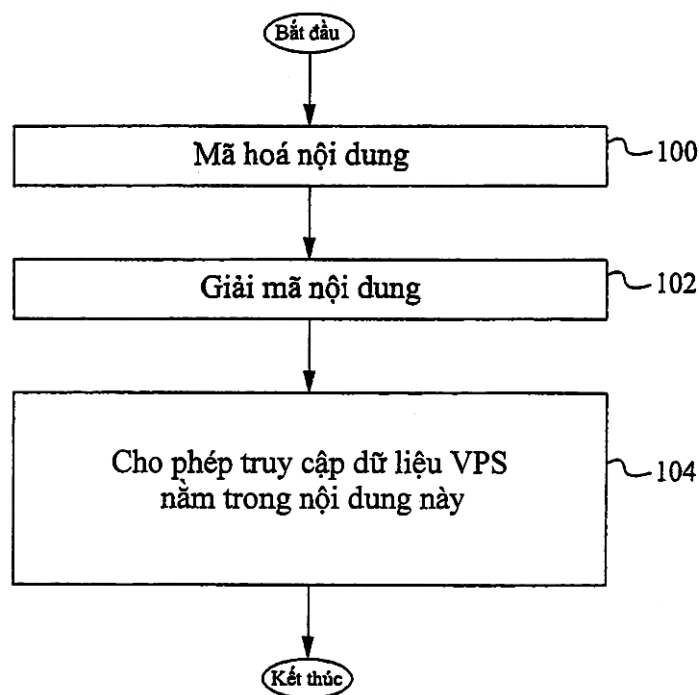 Bắt đầu
Mã hoá nội dung
100
Giải mã nội dung
102
Cho phép truy cập dữ liệu VPS
nằm trong nội dung này
104
Kết thúc